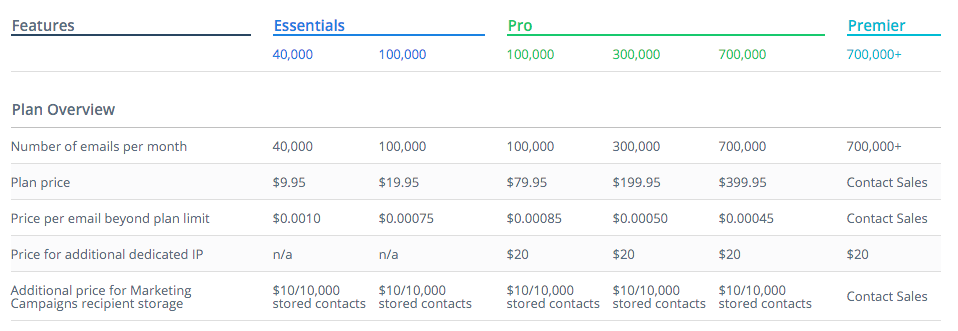 Features Essentials Pro Premier
40,000 100,000 100,000 300,000 700,000 700,000+
Plan Overview
Number of emails per month 40,000 100,000 100,000 300,000 700,000 700,000+
Plan price $9.95 $19.95 $79.95 $199.95 $399.95 Contact Sales
Price per email beyond plan limit $0.0010 $0.00075 $0.00085 $0.00050 $0.00045 Contact Sales
Price for additional dedicated IP n/a n/a $20 $20 $20 $20
Additional price for Marketing $10/10,000 $10/10,000 $10/10,000 $10/10,000 $10/10,000 Contact Sales
Campaigns recipient storage stored contacts stored contacts stored contacts stored contacts stored contacts